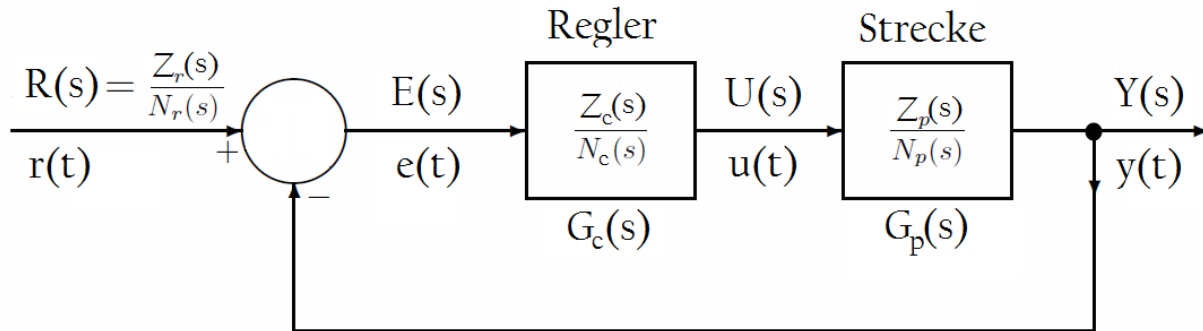 Regler
Strecke
R(s) = Z_r(s) / N_r(s)
E(s)
Z_c(s) / N_c(s)
U(s)
Z_p(s) / N_p(s)
Y(s)
+
r(t)
−
e(t)
u(t)
y(t)
G_c(s)
G_p(s)